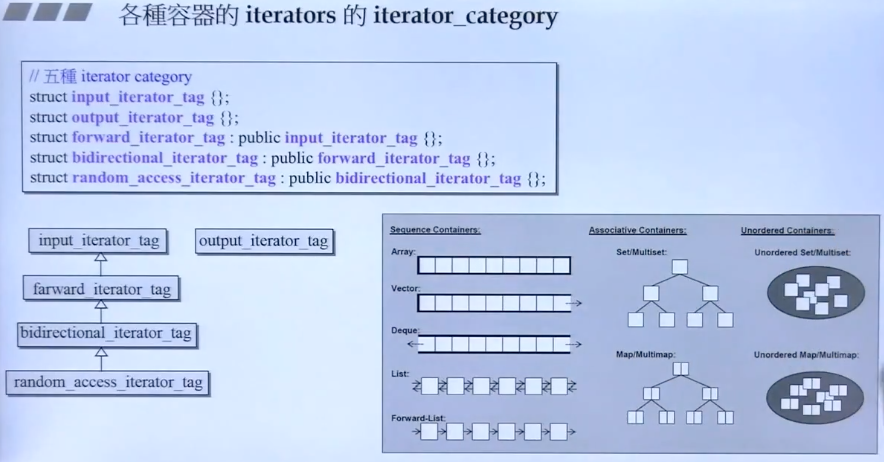 各種容器的 iterators 的 iterator_category
// 五種 iterator category
struct input_iterator_tag {};
struct output_iterator_tag {};
struct forward_iterator_tag : public input_iterator_tag {};
struct bidirectional_iterator_tag : public forward_iterator_tag {};
struct random_access_iterator_tag : public bidirectional_iterator_tag {};
input_iterator_tag
output_iterator_tag
farward_iterator_tag
bidirectional_iterator_tag
random_access_iterator_tag
Sequence Containers:
Array:
Vector:
Deque:
List:
Forward-List:
Associative Containers:
Set/Multiset:
Map/Multimap:
Unordered Containers:
Unordered Set/Multiset:
Unordered Map/Multimap: